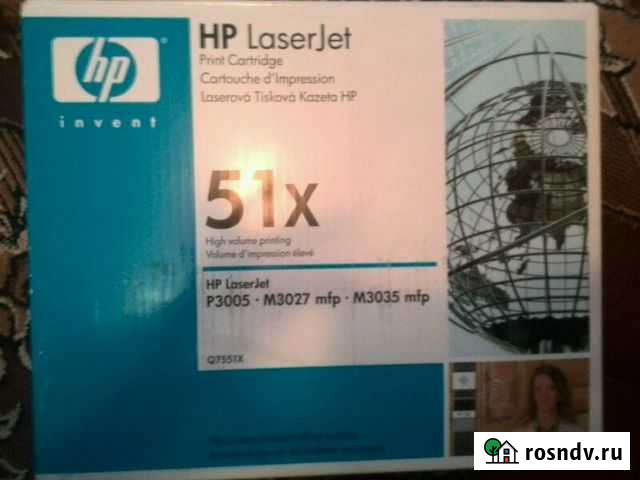 hp
invent
HP LaserJet
Print Cartridge
Cartouche d'Impression
Laserová Tisková Kazeta HP
51x
High volume printing
Volume d'impression élevé
HP LaserJet
P3005 · M3027 mfp · M3035 mfp
Q7551X
rosndv.ru